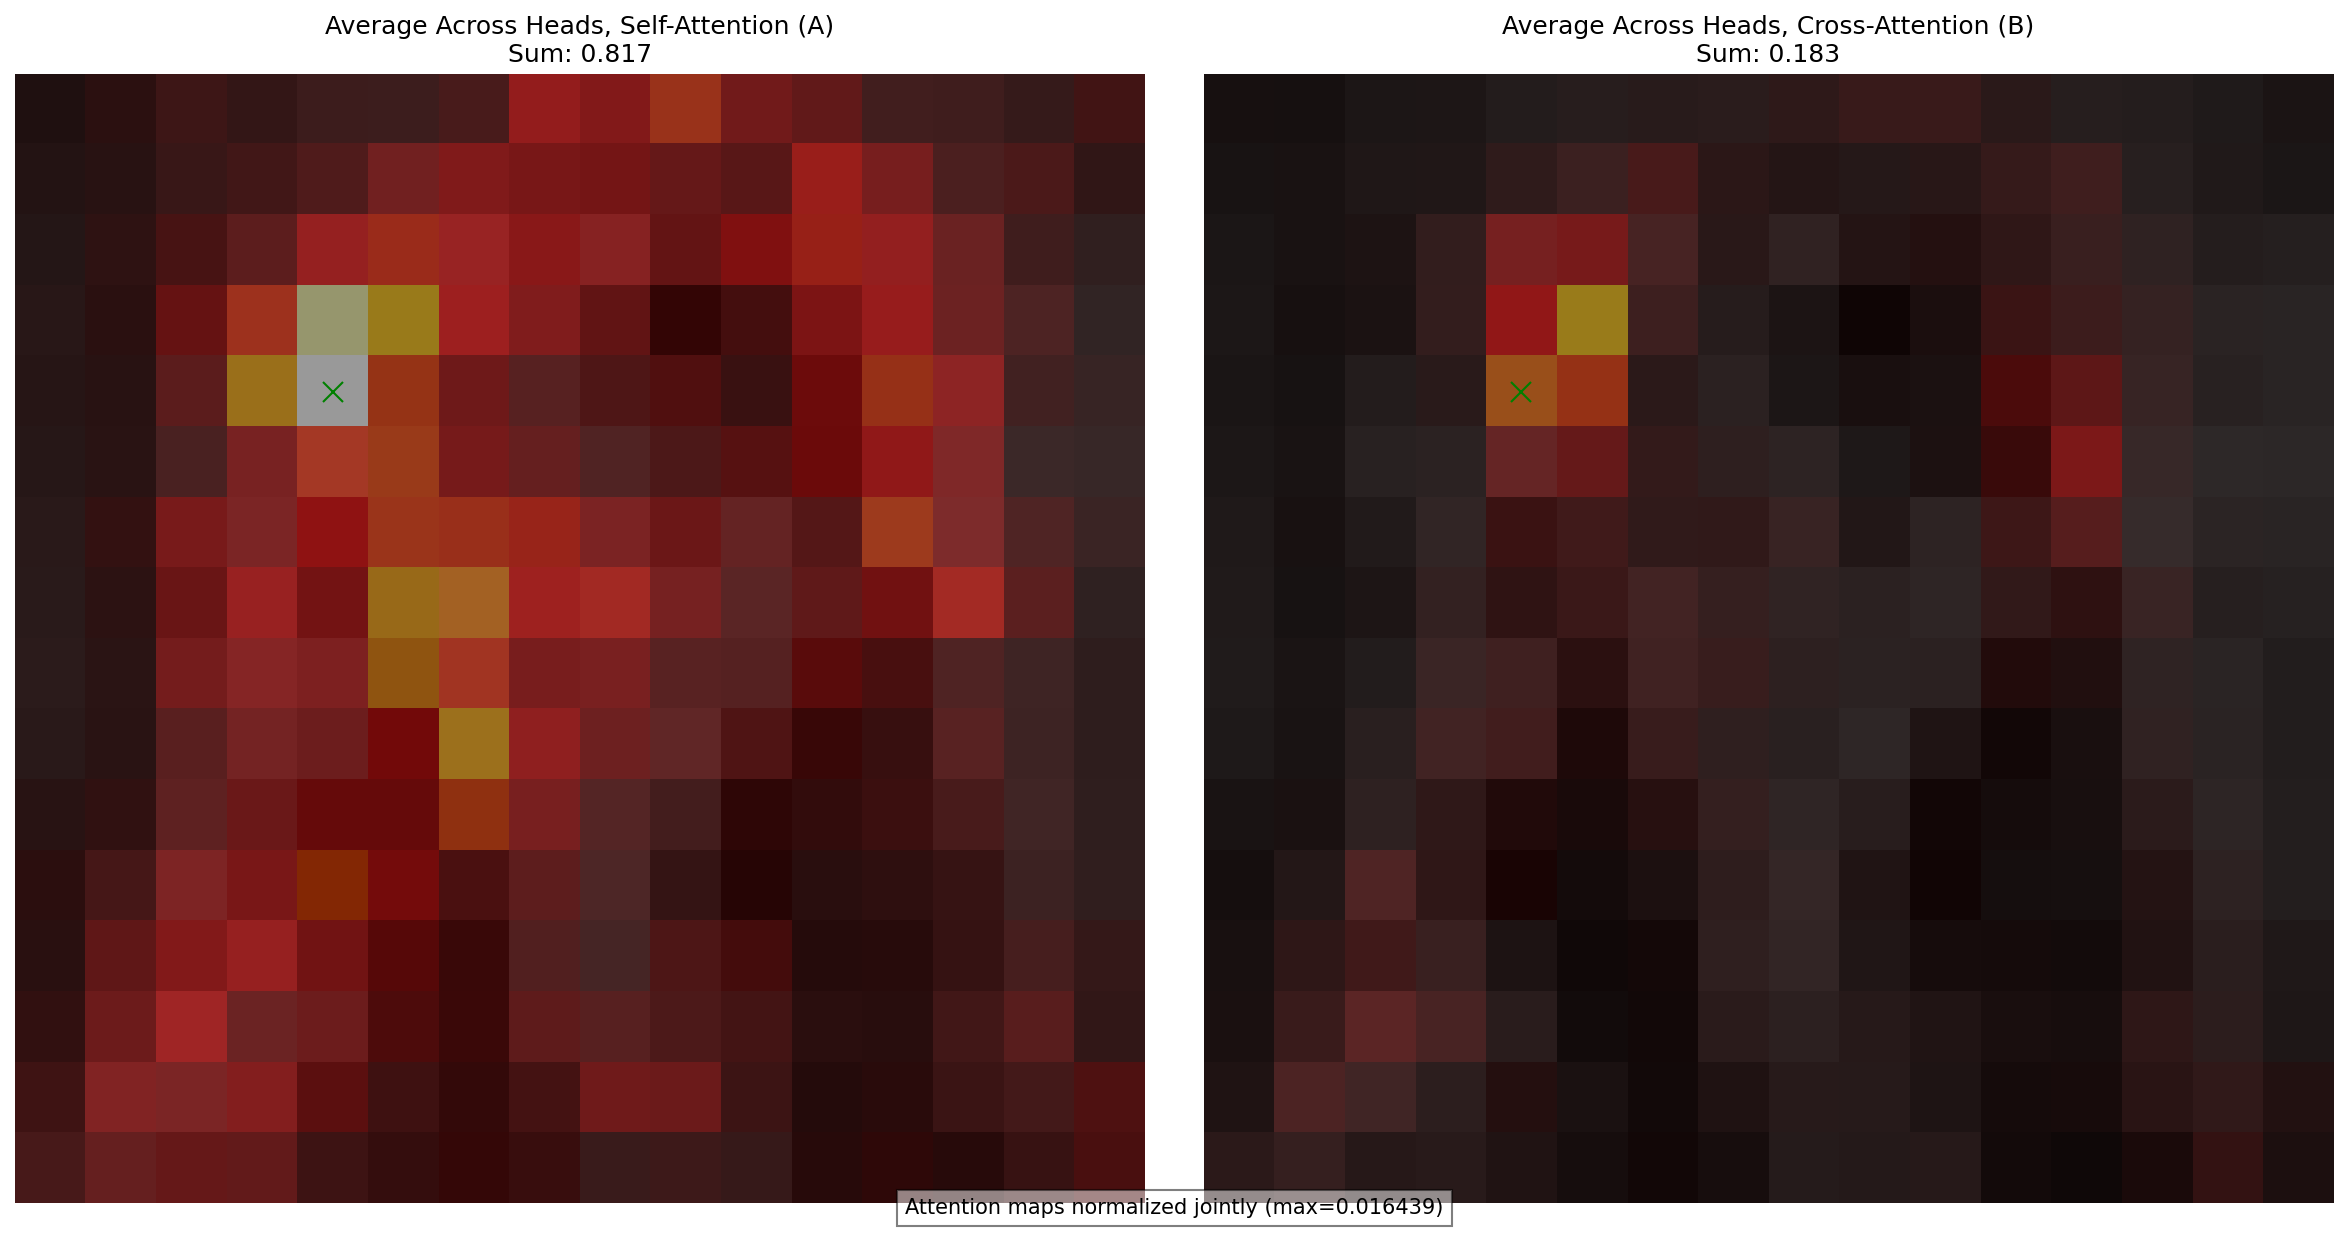 Average Across Heads, Self-Attention (A)
Sum: 0.817
Average Across Heads, Cross-Attention (B)
Sum: 0.183
Attention maps normalized jointly (max=0.016439)